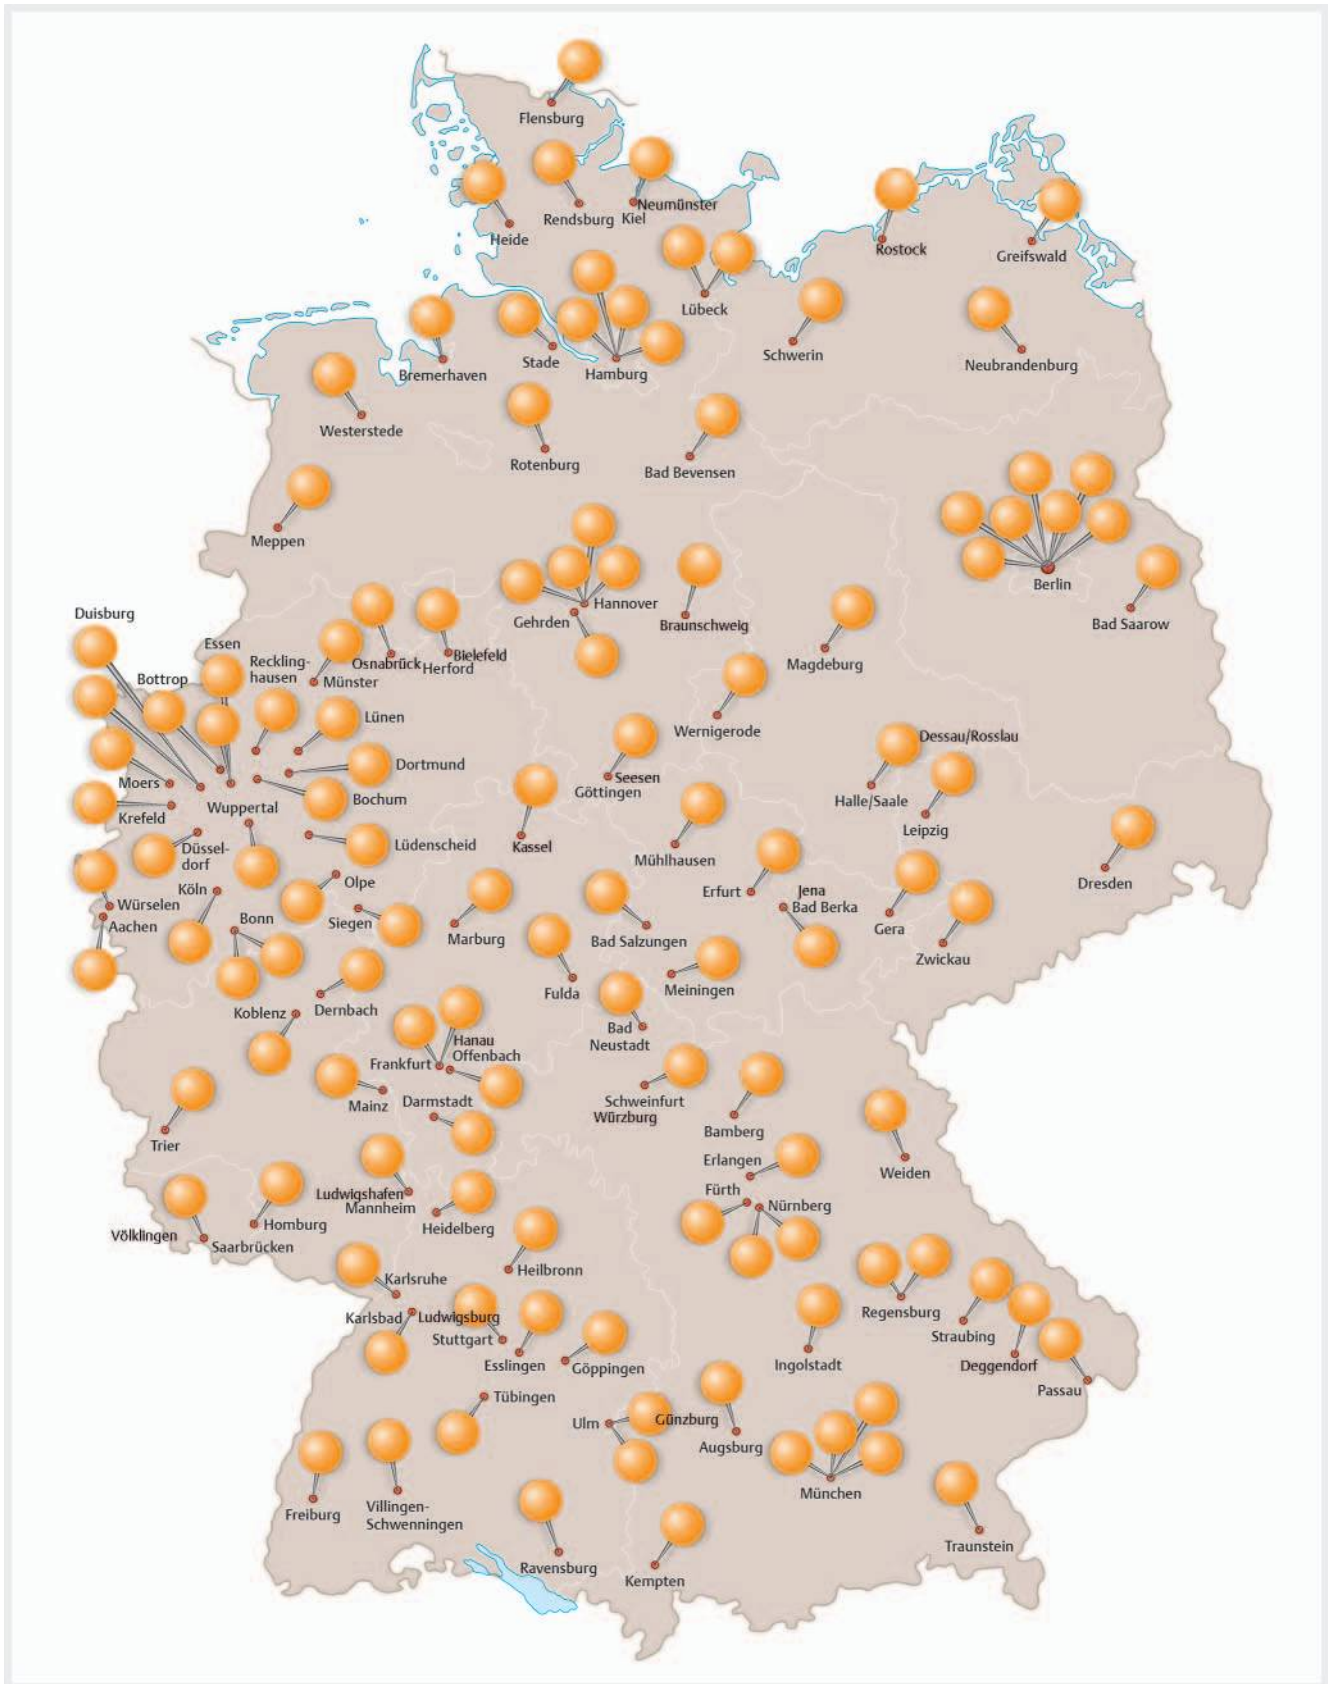 Flensburg
Neumünster
Rendsburg
Kiel
Heide
Rostock
Greifswald
Lübeck
Schwerin
Stade
Neubrandenburg
Bremerhaven
Hamburg
Westerstede
Rotenburg
Bad Bevensen
Meppen
Berlin
Hannover
Duisburg
Gehrden
Braunschweig
Bad Saarow
Essen
Bielefeld
Reckling-
hausen
Osnabrück
Herford
Magdeburg
Bottrop
Münster
Lünen
Wernigerode
Dessau/Rosslau
Dortmund
Seesen
Moers
Göttingen
Bochum
Halle/Saale
Wuppertal
Krefeld
Leipzig
Lüdenscheid
Kassel
Düssel-
dorf
Mühlhausen
Olpe
Dresden
Köln
Erfurt
Jena
Würselen
Bad Berka
Bonn
Siegen
Aachen
Gera
Marburg
Bad Salzungen
Zwickau
Fulda
Meiningen
Koblenz
Dernbach
Bad
Neustadt
Hanau
Offenbach
Frankfurt
Mainz
Darmstadt
Schweinfurt
Würzburg
Bamberg
Trier
Erlangen
Weiden
Fürth
Ludwigshafen
Mannheim
Nürnberg
Homburg
Heidelberg
Völklingen
Saarbrücken
Heilbronn
Karlsruhe
Karlsbad
Ludwigsburg
Regensburg
Stuttgart
Straubing
Esslingen
Göppingen
Ingolstadt
Deggendorf
Passau
Tübingen
Ulm
Günzburg
Augsburg
München
Freiburg
Villingen-
Schwenningen
Traunstein
Ravensburg
Kempten